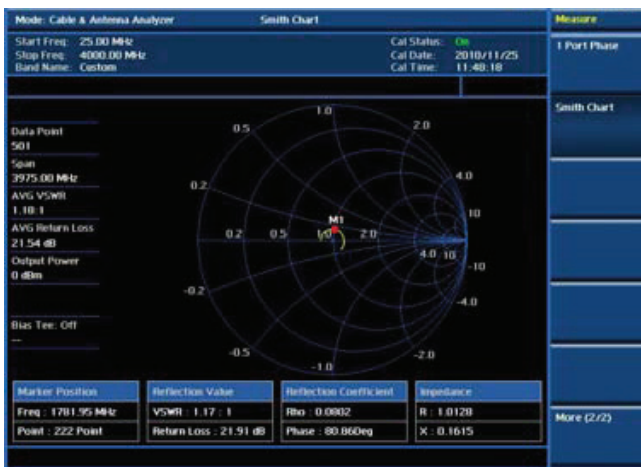 Mode: Cable & Antenna Analyzer Smith Chart
Measure
Start Freq: 25.00 MHz
Stop Freq: 4000.00 MHz
Band Name: Custom
Cal Status: On
Cal Date: 2010/11/25
Cal Time: 11:48:18
1 Port Phase
Smith Chart
Data Point
501
Span
3975.00 MHz
AVG VSWR
1.18:1
AVG Return Loss
21.54 dB
Output Power
0 dBm
Bias Tee: Off
--
1.0
0.5 2.0
0.2 4.0
10
M1
0.2 0.5 1.0 2.0
4.0 10
-10
-0.2 -4.0
-0.5 -2.0
-1.0
Marker Position
Freq : 1781.95 MHz
Point : 222 Point
Reflection Value
VSWR : 1.17 : 1
Return Loss : 21.91 dB
Reflection Coefficient
Rho : 0.0802
Phase : 80.860eg
Impedance
R : 1.0128
X : 0.1615
More (2/2)